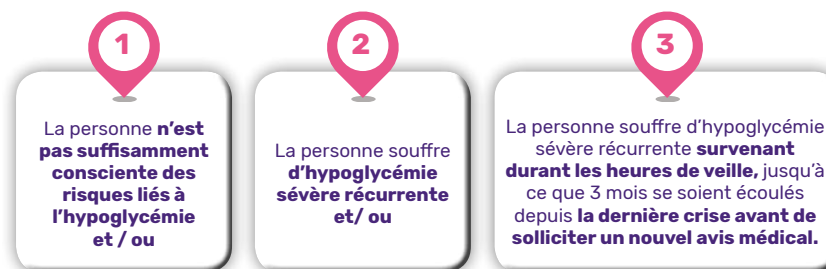 1
La personne n’est
pas suffisamment
consciente des
risques liés à
l’hypoglycémie
et / ou
2
La personne souffre
d’hypoglycémie
sévère récurrente
et/ ou
3
La personne souffre d’hypoglycémie
sévère récurrente survenant
durant les heures de veille, jusqu’à
ce que 3 mois se soient écoulés
depuis la dernière crise avant de
solliciter un nouvel avis médical.